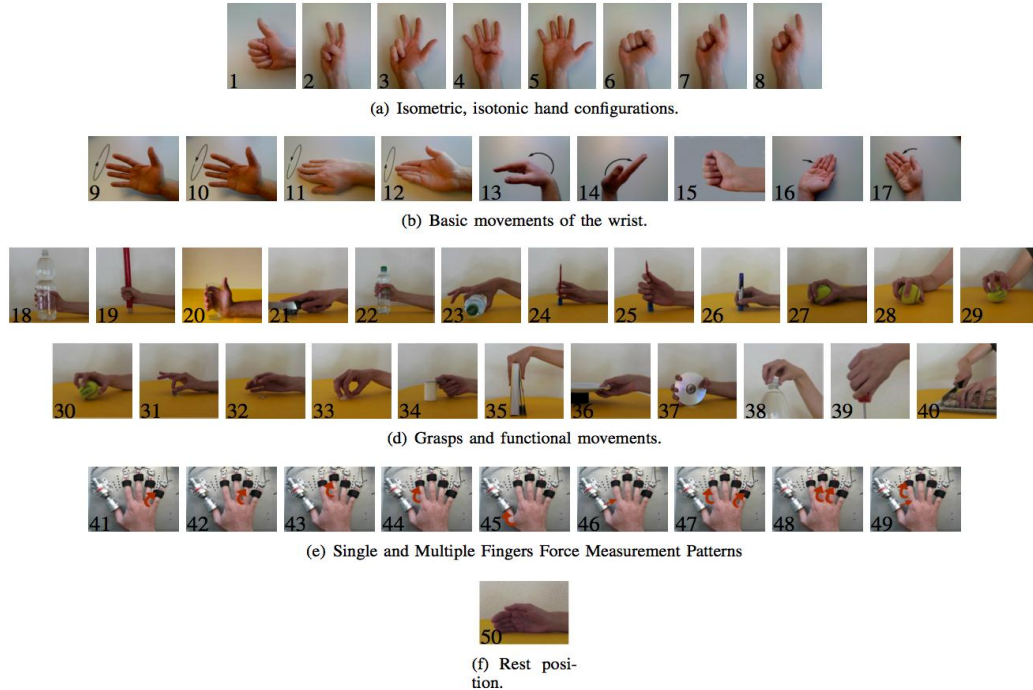 1 2 3 4 5 6 7 8
(a) Isometric, isotonic hand configurations.
9 10 11 12 13 14 15 16 17
(b) Basic movements of the wrist.
18 19 20 21 22 23 24 25 26 27 28 29
30 31 32 33 34 35 36 37 38 39 40
(d) Grasps and functional movements.
41 42 43 44 45 46 47 48 49
(e) Single and Multiple Fingers Force Measurement Patterns
50
(f) Rest posi-
tion.